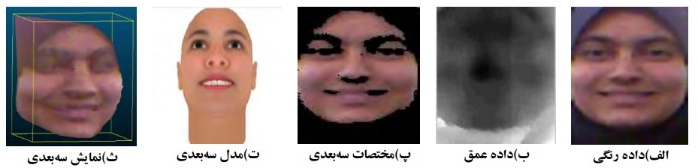 الف)داده رنگی
ب)داده عمق
پ)مختصات سه‌بعدی
ت)مدل سه‌بعدی
ث)نمایش سه‌بعدی